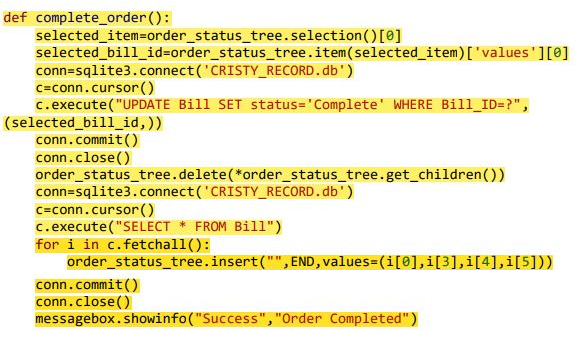 def complete_order():
    selected_item=order_status_tree.selection()[0]
    selected_bill_id=order_status_tree.item(selected_item)['values'][0]
    conn=sqlite3.connect('CRISTY_RECORD.db')
    c=conn.cursor()
    c.execute("UPDATE Bill SET status='Complete' WHERE Bill_ID=?",
(selected_bill_id,))
    conn.commit()
    conn.close()
    order_status_tree.delete(*order_status_tree.get_children())
    conn=sqlite3.connect('CRISTY_RECORD.db')
    c=conn.cursor()
    c.execute("SELECT * FROM Bill")
    for i in c.fetchall():
        order_status_tree.insert("",END,values=(i[0],i[3],i[4],i[5]))
    conn.commit()
    conn.close()
    messagebox.showinfo("Success","Order Completed")